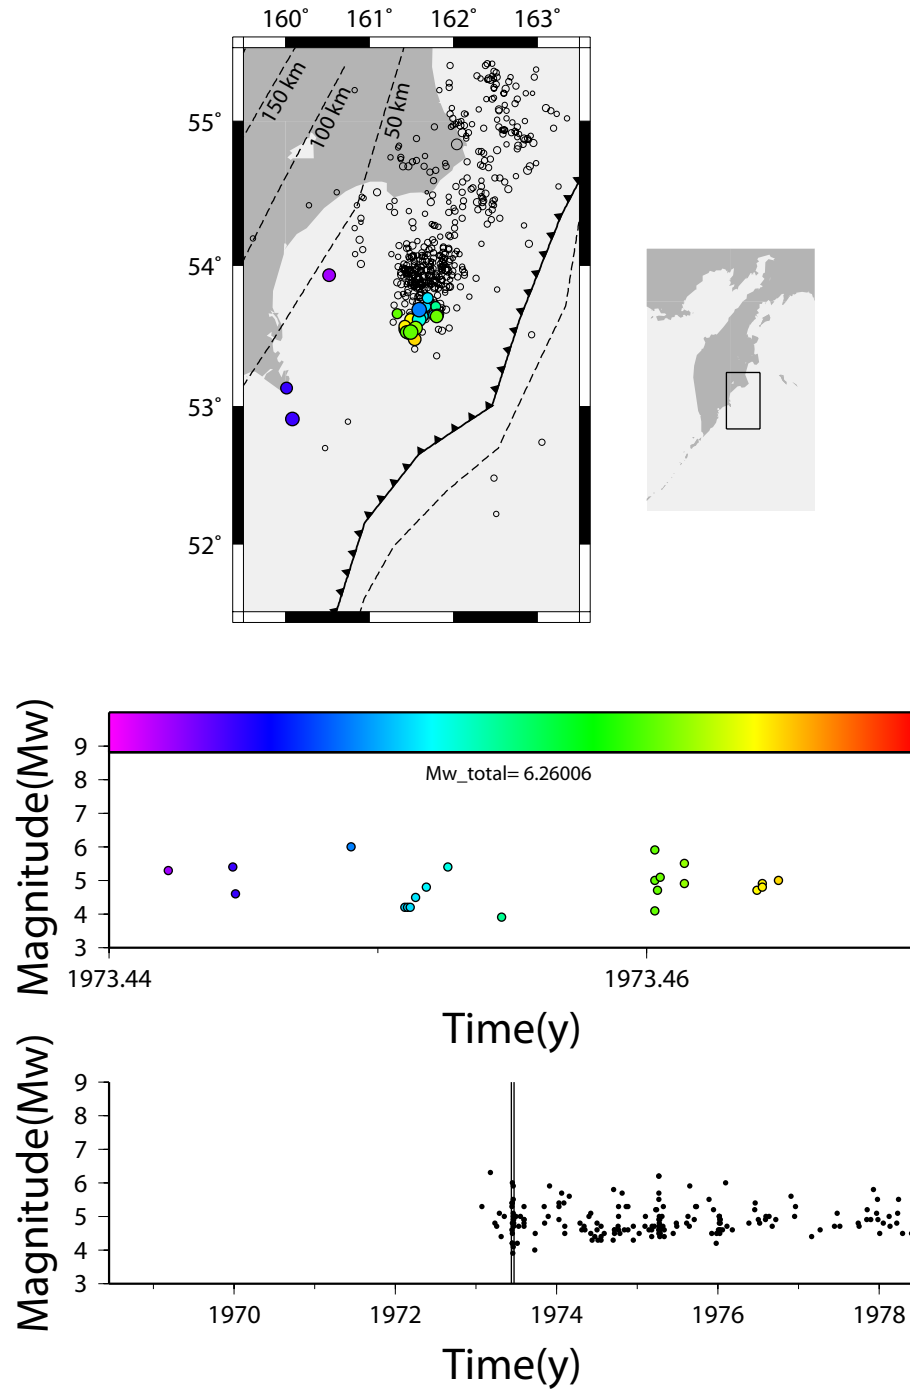 160˚ 161˚ 162˚ 163˚
55˚
54˚
53˚
52˚
150 km
100 km
50 km
Magnitude(Mw)
9
8
7
6
5
4
3
Mw_total= 6.26006
1973.44 1973.46
Time(y)
Magnitude(Mw)
9
8
7
6
5
4
3
1970 1972 1974 1976 1978
Time(y)